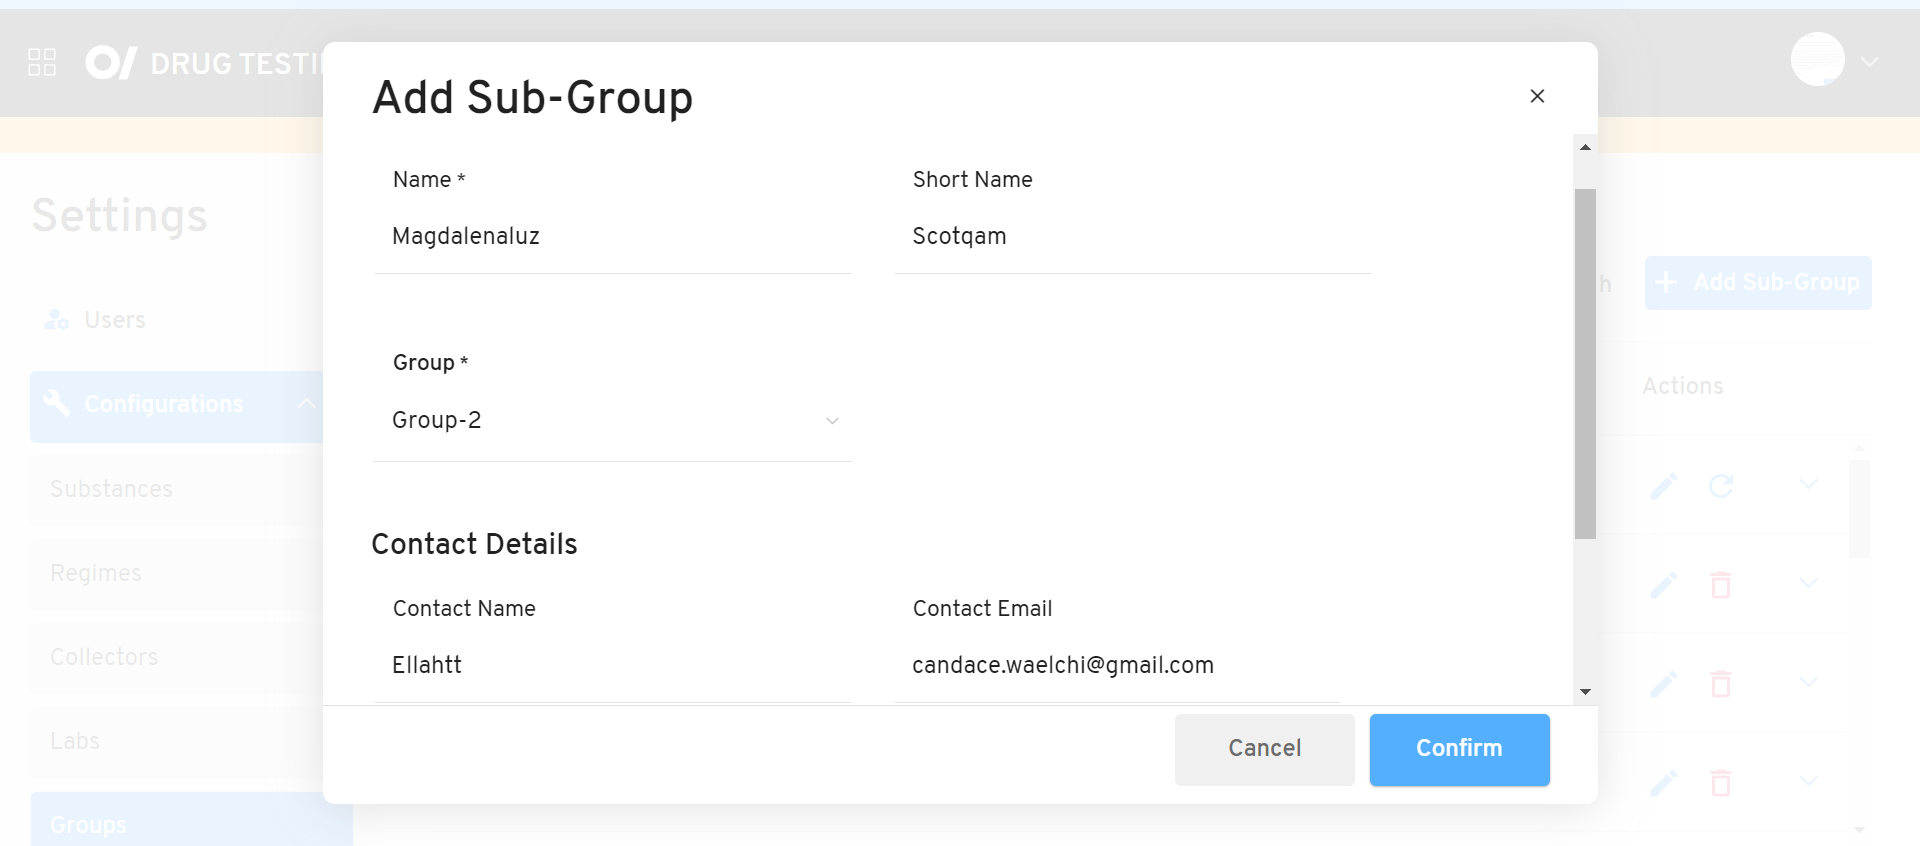 DRUG TESTI
Add Sub-Group
Settings
Users
Configurations
Substances
Regimes
Collectors
Labs
Groups
Name *
Short Name
Magdalenaluz
Scotqam
Group *
Group-2
Contact Details
Contact Name
Contact Email
Ellahtt
candace.waelchi@gmail.com
Cancel
Confirm
h
Add Sub-Group
Actions